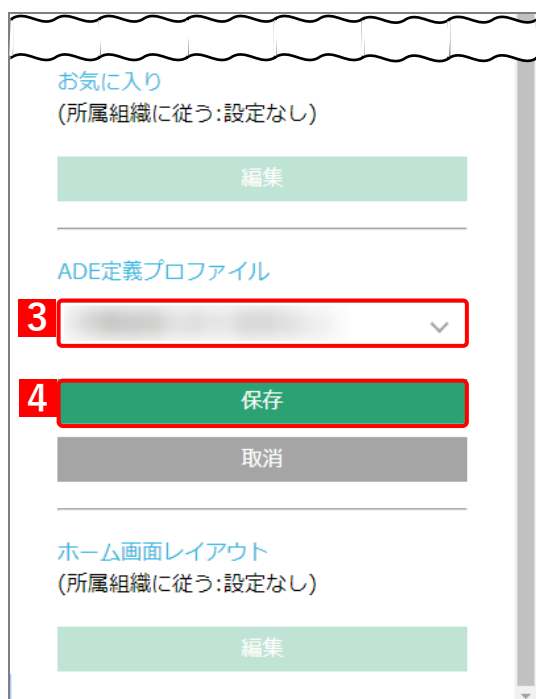 お気に入り
(所属組織に従う:設定なし)
編集
ADE定義プロファイル
3
4
保存
取消
ホーム画面レイアウト
(所属組織に従う:設定なし)
編集